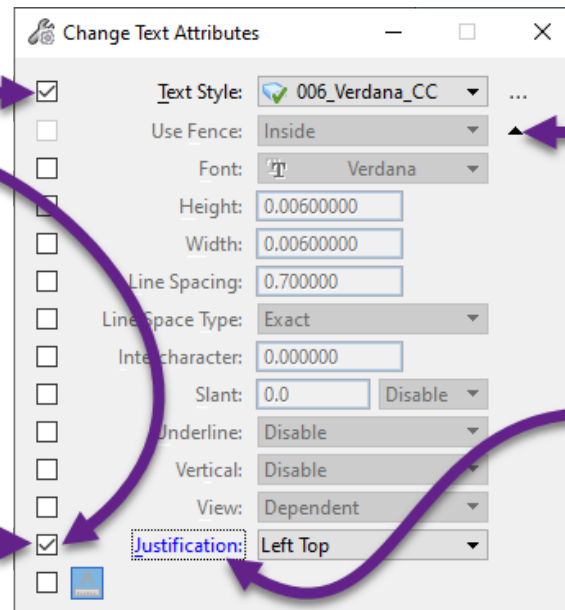 Change Text Attributes
Text Style: 006_Verdana_CC ...
Use Fence: Inside
Font: Verdana
Height: 0.00600000
Width: 0.00600000
Line Spacing: 0.700000
Line Space Type: Exact
Intercharacter: 0.000000
Slant: 0.0 Disable
Underline: Disable
Vertical: Disable
View: Dependent
Justification: Left Top